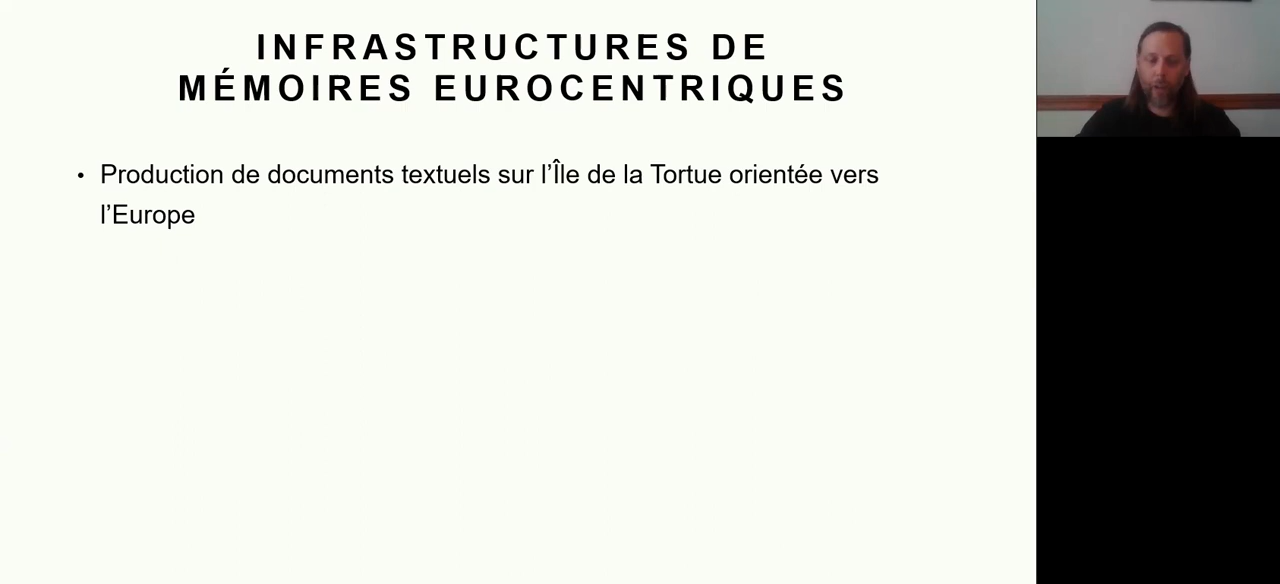 INFRASTRUCTURES DE
MÉMOIRES EUROCENTRIQUES
• Production de documents textuels sur l’Île de la Tortue orientée vers
l’Europe